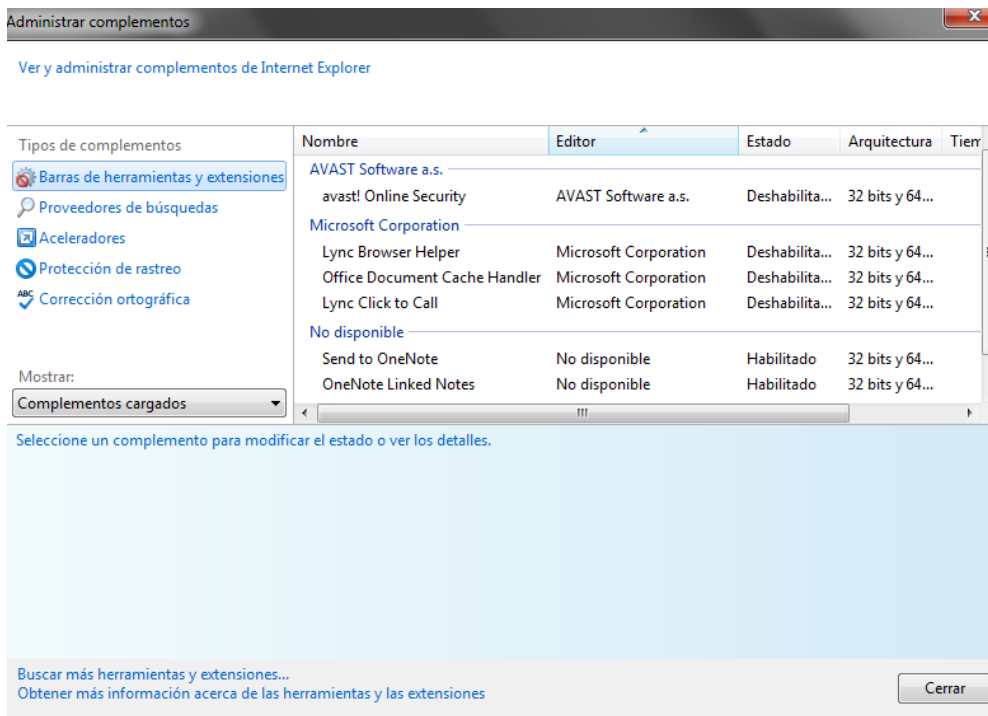 Administrar complementos
Ver y administrar complementos de Internet Explorer
Tipos de complementos
Barras de herramientas y extensiones
Proveedores de búsquedas
Aceleradores
Protección de rastreo
ABC Corrección ortográfica
Mostrar:
Complementos cargados
Nombre Editor Estado Arquitectura Tiem
AVAST Software a.s.
avast! Online Security AVAST Software a.s. Deshabilita... 32 bits y 64...
Microsoft Corporation
Lync Browser Helper Microsoft Corporation Deshabilita... 32 bits y 64...
Office Document Cache Handler Microsoft Corporation Deshabilita... 32 bits y 64...
Lync Click to Call Microsoft Corporation Deshabilita... 32 bits y 64...
No disponible
Send to OneNote No disponible Habilitado 32 bits y 64...
OneNote Linked Notes No disponible Habilitado 32 bits y 64...
Seleccione un complemento para modificar el estado o ver los detalles.
Buscar más herramientas y extensiones...
Obtener más información acerca de las herramientas y las extensiones
Cerrar